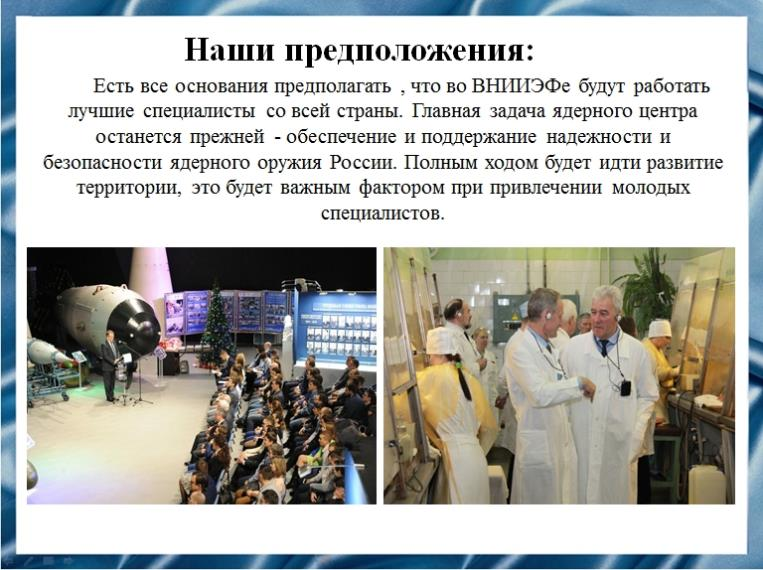 Наши предположения:
Есть все основания предполагать , что во ВНИИЭФе будут работать
лучшие специалисты со всей страны. Главная задача ядерного центра
останется прежней - обеспечение и поддержание надежности и
безопасности ядерного оружия России. Полным ходом будет идти развитие
территории, это будет важным фактором при привлечении молодых
специалистов.